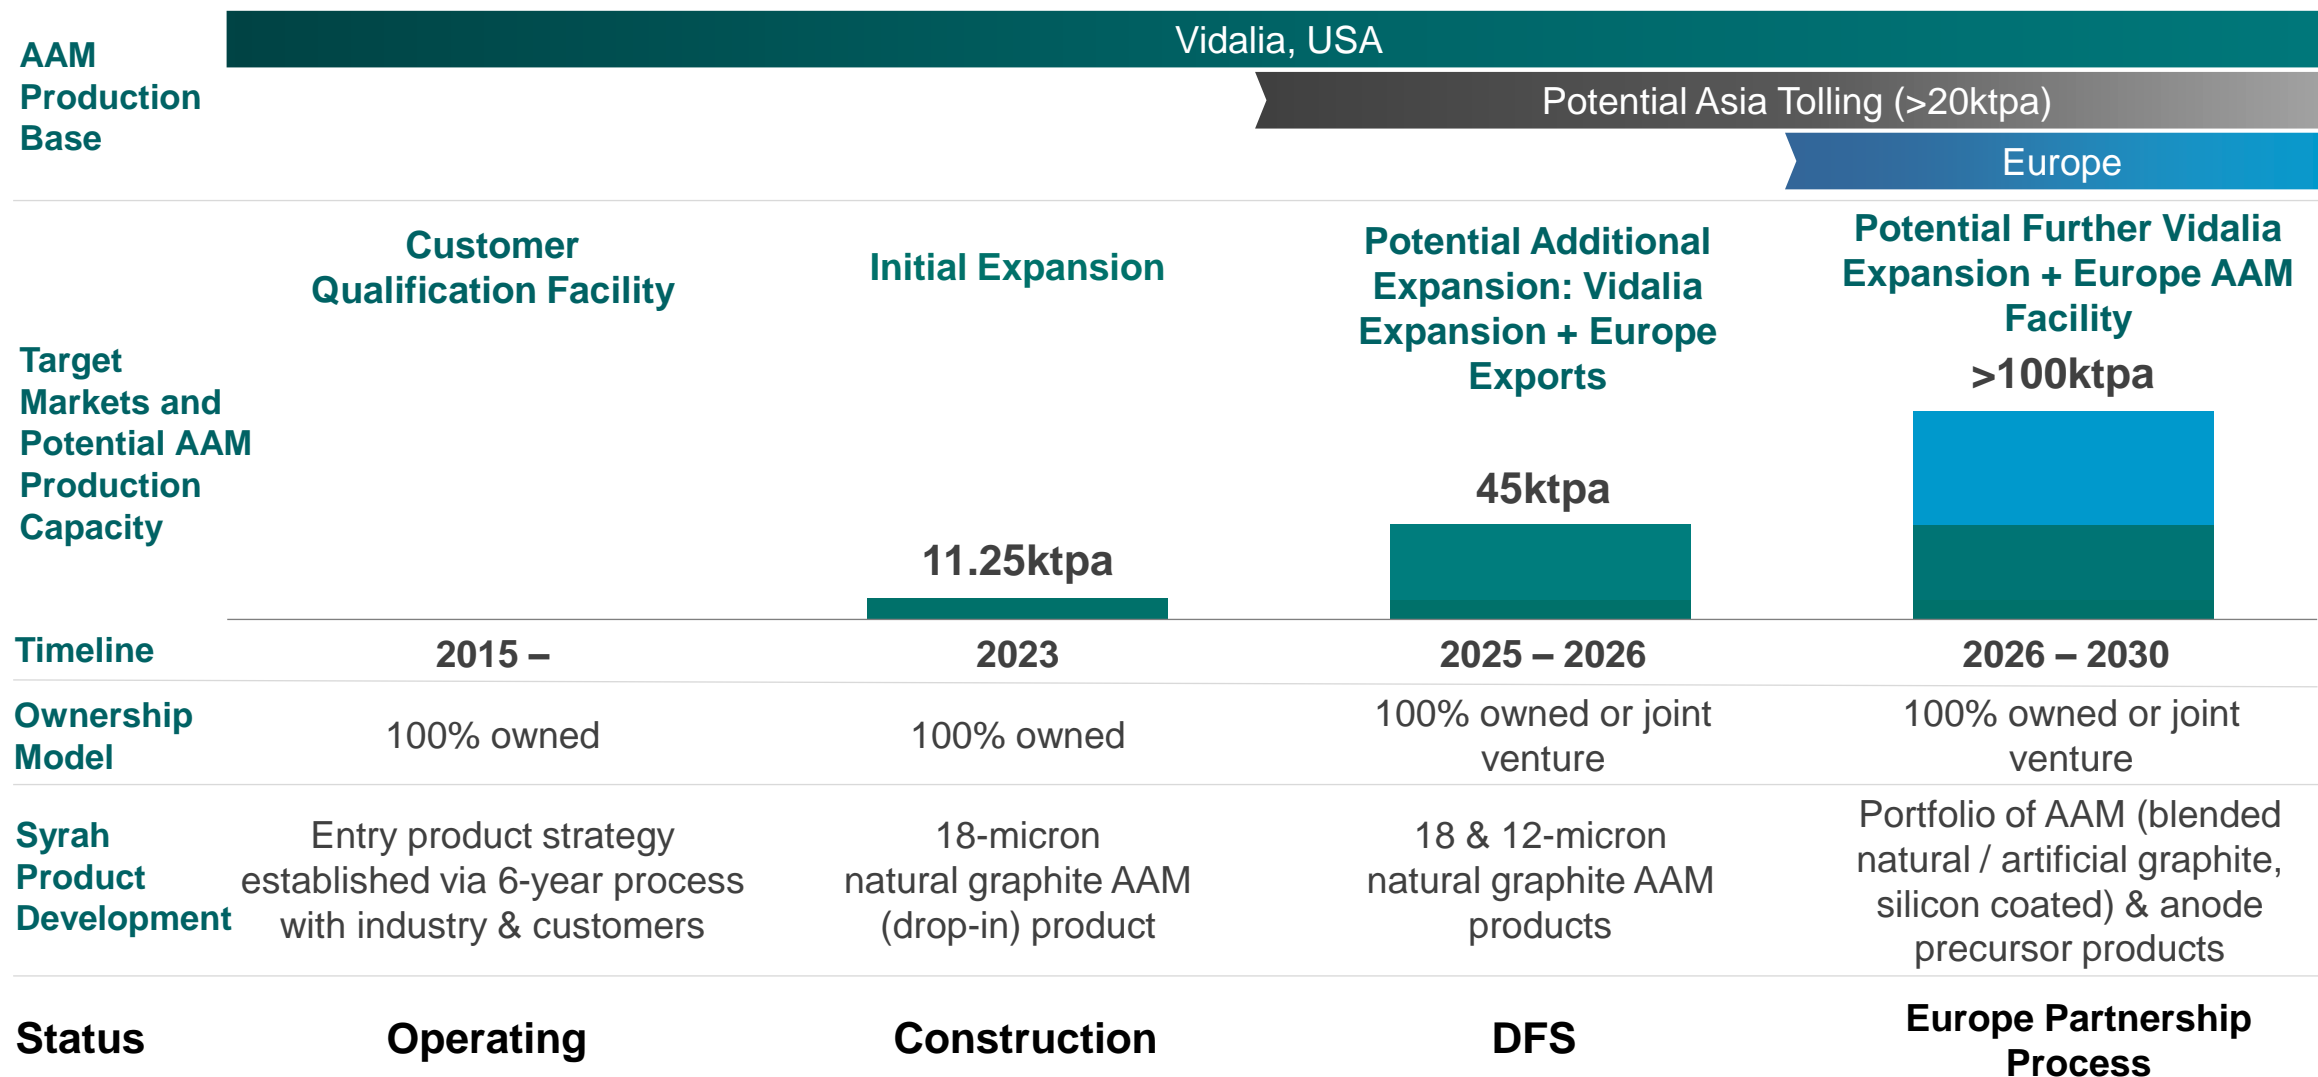 AAM
Production
Base
Vidalia, USA
Potential Asia Tolling (>20ktpa)
Europe
Target
Markets and
Potential AAM
Production
Capacity
Customer
Qualification Facility
Initial Expansion
11.25ktpa
Potential Additional
Expansion: Vidalia
Expansion + Europe
Exports
45ktpa
Potential Further Vidalia
Expansion + Europe AAM
Facility
>100ktpa
Timeline
2015 –
2023
2025 – 2026
2026 – 2030
Ownership
Model
100% owned
100% owned
100% owned or joint
venture
100% owned or joint
venture
Syrah
Product
Development
Entry product strategy
established via 6-year process
with industry & customers
18-micron
natural graphite AAM
(drop-in) product
18 & 12-micron
natural graphite AAM
products
Portfolio of AAM (blended
natural / artificial graphite,
silicon coated) & anode
precursor products
Status
Operating
Construction
DFS
Europe Partnership
Process